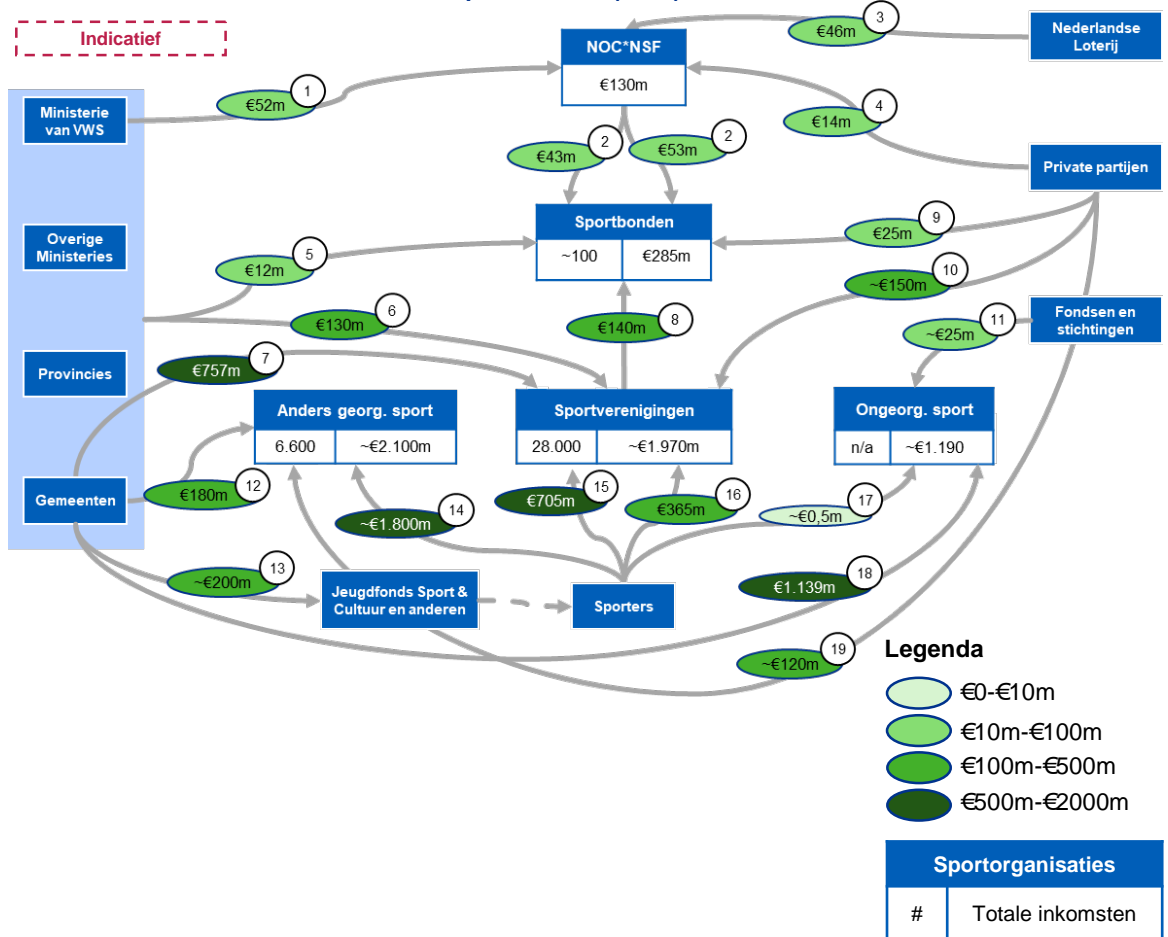 Indicatief
€46m
3
Nederlandse
Loterij
NOC*NSF
€130m
Ministerie
van VWS
€52m
1
€14m
4
€43m
2
€53m
2
Private partijen
Overige
Ministeries
Sportbonden
~100
€285m
€25m
9
€12m
5
~€150m
10
€130m
6
€140m
8
~€25m
11
Fondsen en
stichtingen
Provincies
€757m
7
Anders georg. sport
6.600
~€2.100m
Sportverenigingen
28.000
~€1.970m
Ongeorg. sport
n/a
~€1.190
Gemeenten
€180m
12
~€1.800m
14
€705m
15
€365m
16
~€0,5m
17
~€200m
13
Jeugdfonds Sport &
Cultuur en anderen
Sporters
€1.139m
18
~€120m
19
Legenda
€0-€10m
€10m-€100m
€100m-€500m
€500m-€2000m
Sportorganisaties
#
Totale inkomsten